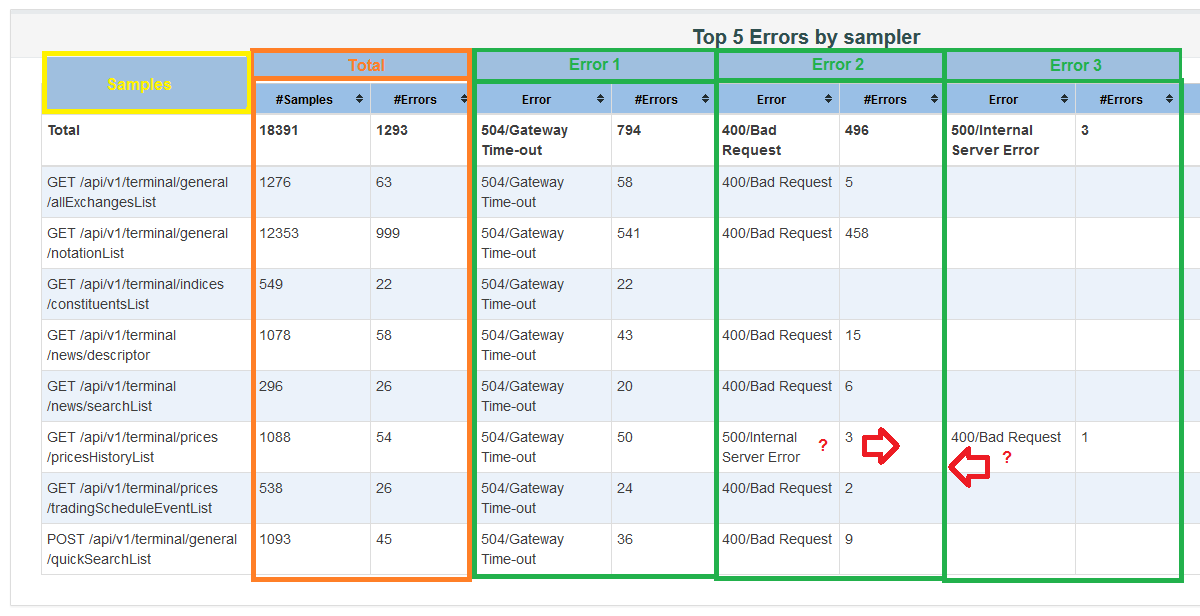 Top 5 Errors by sampler
Samples Total Error 1 Error 2 Error 3
#Samples #Errors Error #Errors Error #Errors Error #Errors
Total 18391 1293 504/Gateway 794 400/Bad 496 500/Internal 3
Time-out Request Server Error
GET /api/v1/terminal/general 1276 63 504/Gateway 58 400/Bad Request 5
/allExchangesList Time-out
GET /api/v1/terminal/general 12353 999 504/Gateway 541 400/Bad Request 458
/notationList Time-out
GET /api/v1/terminal/indices 549 22 504/Gateway 22
/constituentsList Time-out
GET /api/v1/terminal 1078 58 504/Gateway 43 400/Bad Request 15
/news/descriptor Time-out
GET /api/v1/terminal 296 26 504/Gateway 20 400/Bad Request 6
/news/searchList Time-out
GET /api/v1/terminal/prices 1088 54 504/Gateway 50 500/Internal ? 3 400/Bad Request 1
/pricesHistoryList Time-out Server Error ?
GET /api/v1/terminal/prices 538 26 504/Gateway 24 400/Bad Request 2
/tradingScheduleEventList Time-out
POST /api/v1/terminal/general 1093 45 504/Gateway 36 400/Bad Request 9
/quickSearchList Time-out